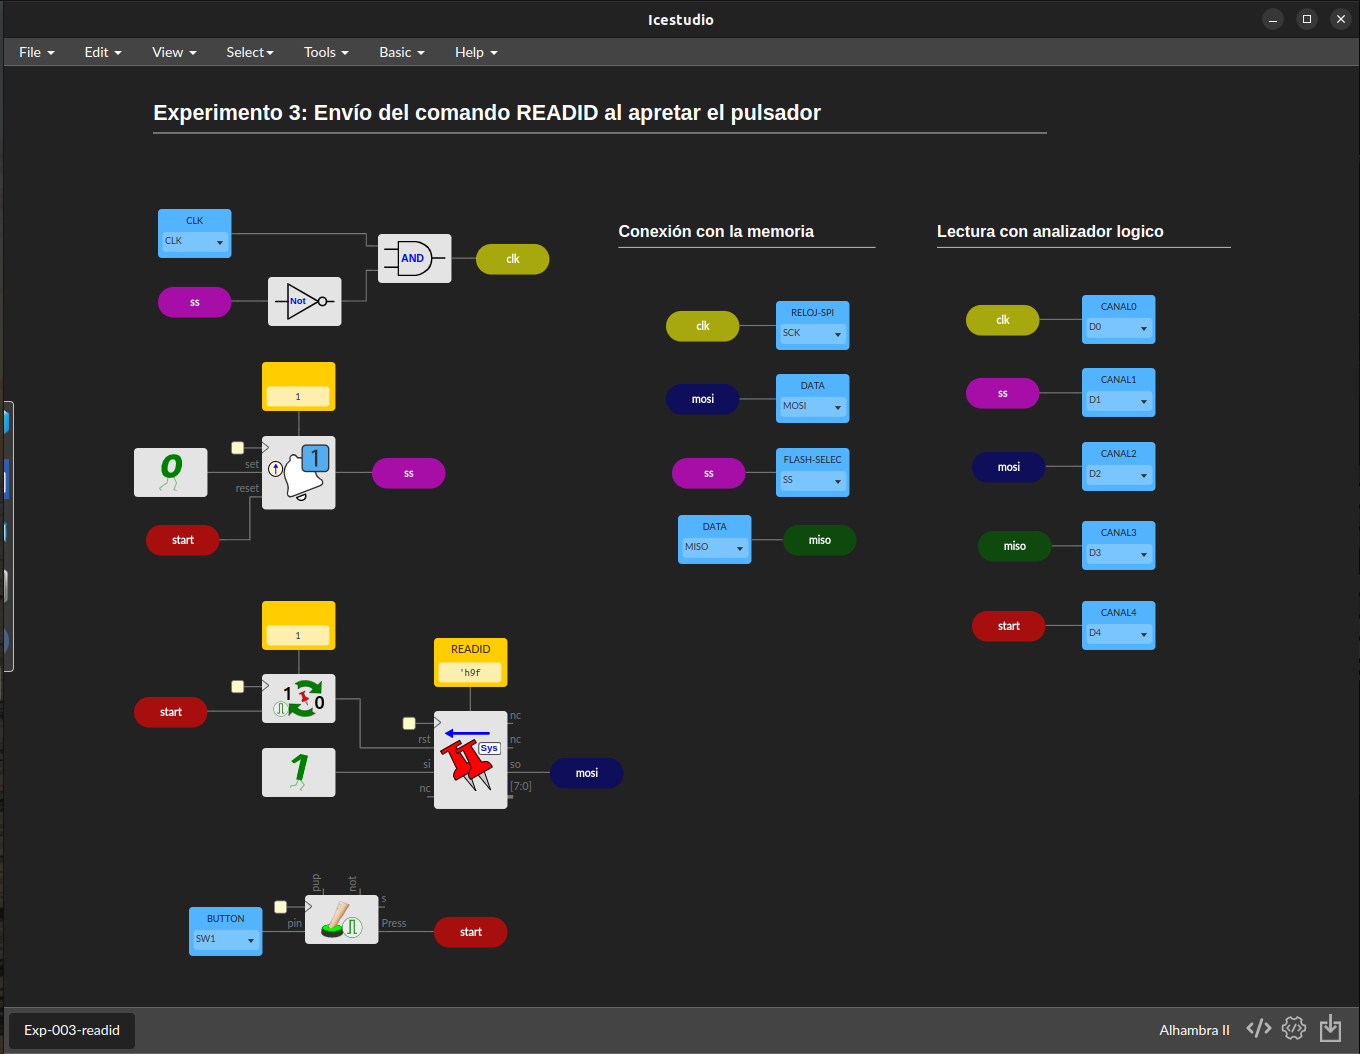 Icestudio
File Edit View Select Tools Basic Help
Experimento 3: Envío del comando READID al apretar el pulsador
CLK
CLK
AND
clk
ss
Not
1
0
set
reset
1
ss
start
1
start
1 0
READID
'h9f
1
rst
si
nc
Sys
nc
nc
so
[7:0]
mosi
BUTTON
SW1
pup
not
pin
s
Press
start
Conexión con la memoria
clk
RELOJ-SPI
SCK
mosi
DATA
MOSI
ss
FLASH-SELEC
SS
DATA
MISO
miso
Lectura con analizador logico
clk
CANAL0
D0
ss
CANAL1
D1
mosi
CANAL2
D2
miso
CANAL3
D3
start
CANAL4
D4
Exp-003-readid
Alhambra II